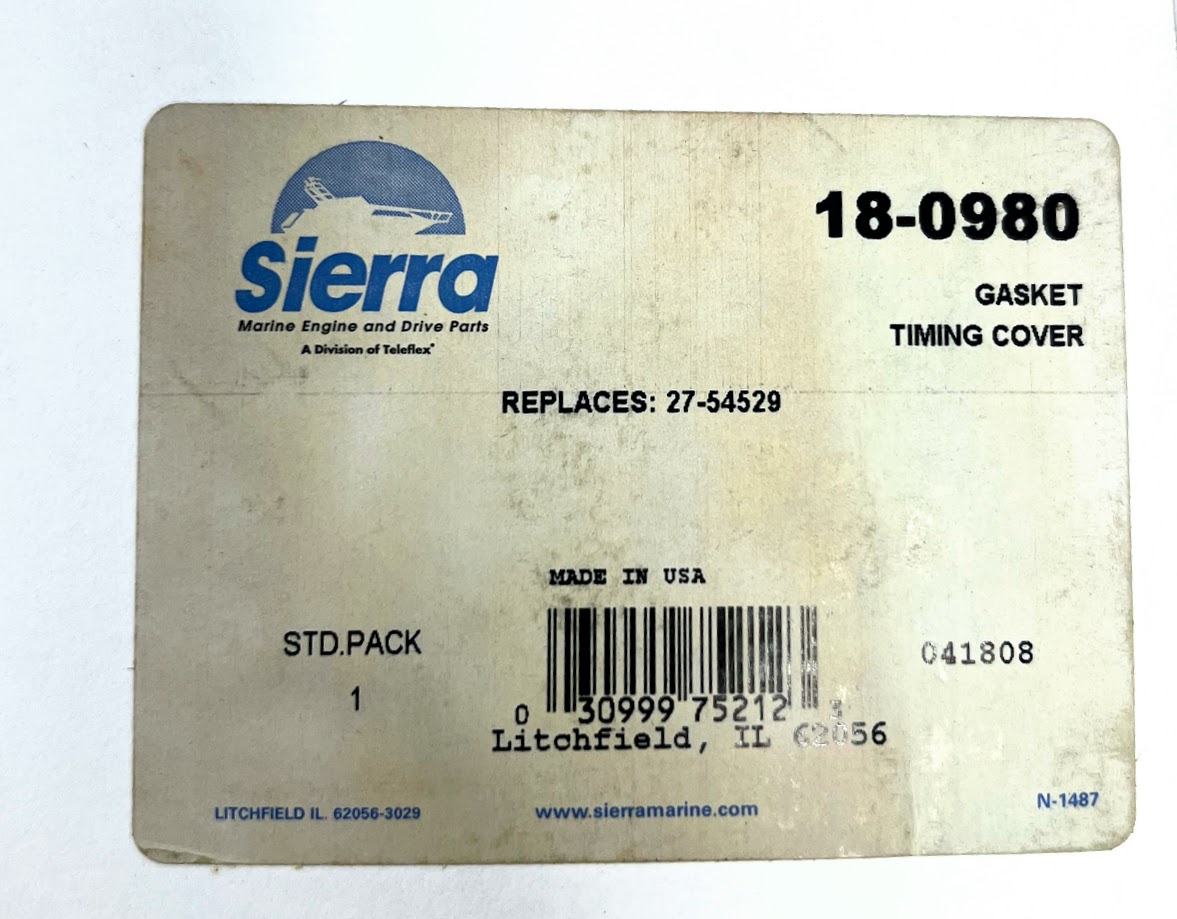 Sierra
Marine Engine and Drive Parts
A Division of Teleflex®
18-0980
GASKET
TIMING COVER
REPLACES: 27-54529
MADE IN USA
STD.PACK
1
041808
0 30999 75212 3
Litchfield, IL 62056
LITCHFIELD IL. 62056-3029
www.sierramarine.com
N-1487